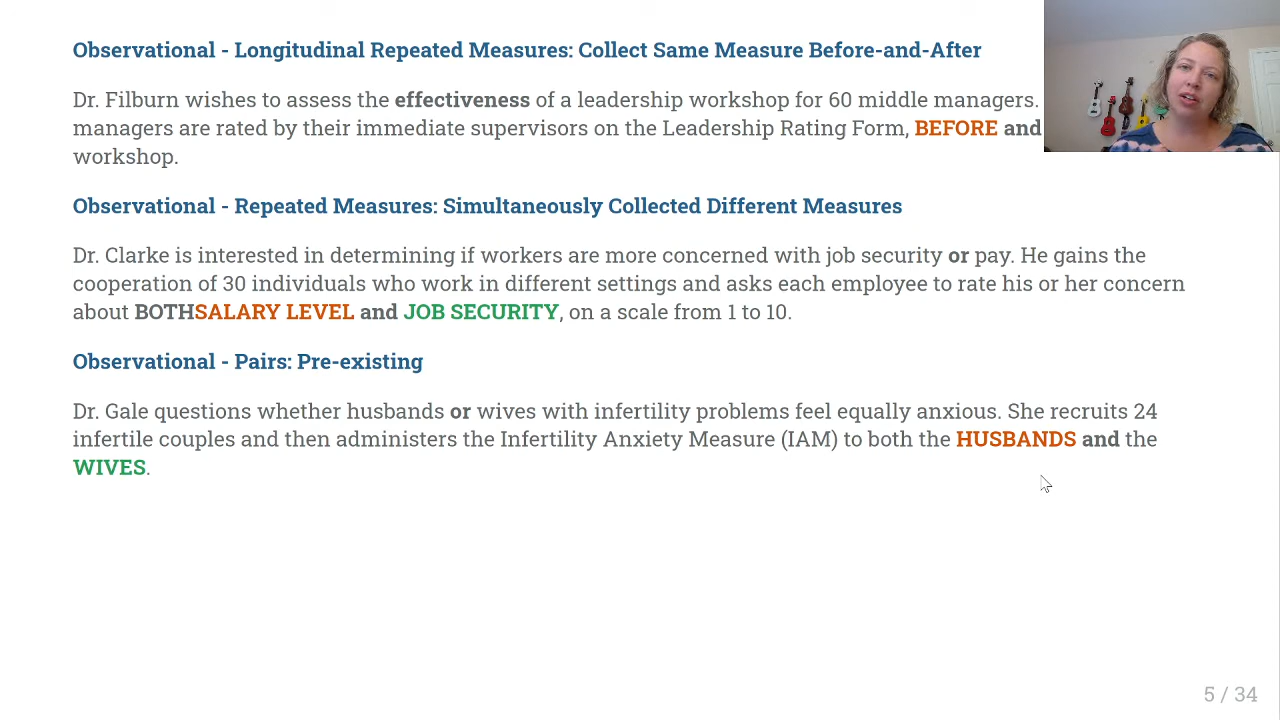 Observational - Longitudinal Repeated Measures: Collect Same Measure Before-and-After
Dr. Filburn wishes to assess the effectiveness of a leadership workshop for 60 middle managers.
managers are rated by their immediate supervisors on the Leadership Rating Form, BEFORE and
workshop.
Observational - Repeated Measures: Simultaneously Collected Different Measures
Dr. Clarke is interested in determining if workers are more concerned with job security or pay. He gains the
cooperation of 30 individuals who work in different settings and asks each employee to rate his or her concern
about BOTHSALARY LEVEL and JOB SECURITY, on a scale from 1 to 10.
Observational - Pairs: Pre-existing
Dr. Gale questions whether husbands or wives with infertility problems feel equally anxious. She recruits 24
infertile couples and then administers the Infertility Anxiety Measure (IAM) to both the HUSBANDS and the
WIVES.
5 / 34